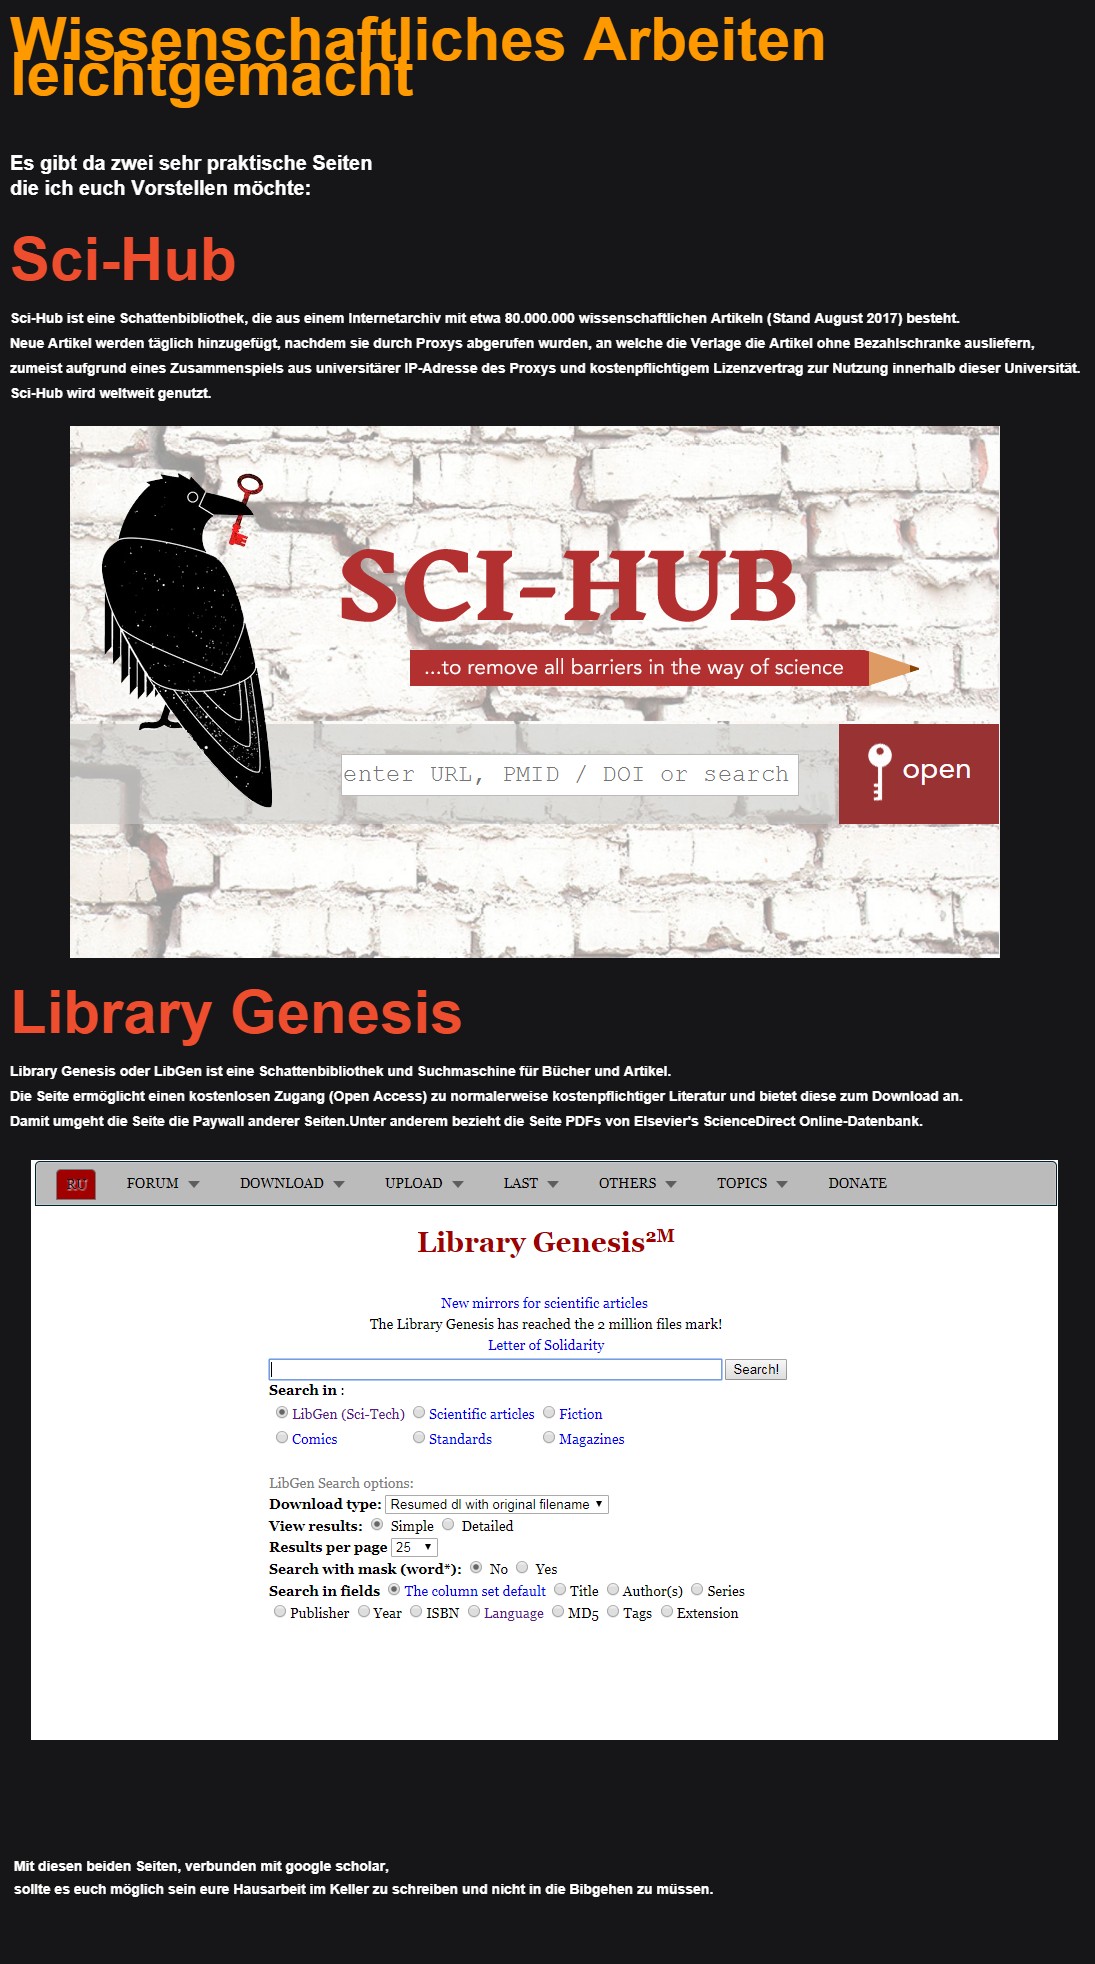 Wissenschaftliches Arbeiten
leichtgemacht
Es gibt da zwei sehr praktische Seiten
die ich euch Vorstellen möchte:
Sci-Hub
Sci-Hub ist eine Schattenbibliothek, die aus einem Internetarchiv mit etwa 80.000.000 wissenschaftlichen Artikeln (Stand August 2017) besteht.
Neue Artikel werden täglich hinzugefügt, nachdem sie durch Proxys abgerufen wurden, an welche die Verlage die Artikel ohne Bezahlschranke ausliefern,
zumeist aufgrund eines Zusammenspiels aus universitärer IP-Adresse des Proxys und kostenpflichtigem Lizenzvertrag zur Nutzung innerhalb dieser Universität.
Sci-Hub wird weltweit genutzt.
SCI-HUB
...to remove all barriers in the way of science
enter URL, PMID / DOI or search
open
Library Genesis
Library Genesis oder LibGen ist eine Schattenbibliothek und Suchmaschine für Bücher und Artikel.
Die Seite ermöglicht einen kostenlosen Zugang (Open Access) zu normalerweise kostenpflichtiger Literatur und bietet diese zum Download an.
Damit umgeht die Seite die Paywall anderer Seiten.Unter anderem bezieht die Seite PDFs von Elsevier's ScienceDirect Online-Datenbank.
RU FORUM DOWNLOAD UPLOAD LAST OTHERS TOPICS DONATE
Library Genesis2M
New mirrors for scientific articles
The Library Genesis has reached the 2 million files mark!
Letter of Solidarity
Search!
Search in :
LibGen (Sci-Tech) Scientific articles Fiction
Comics Standards Magazines
LibGen Search options:
Download type: Resumed dl with original filename
View results: Simple Detailed
Results per page 25
Search with mask (word*): No Yes
Search in fields The column set default Title Author(s) Series
Publisher Year ISBN Language MD5 Tags Extension
Mit diesen beiden Seiten, verbunden mit google scholar,
sollte es euch möglich sein eure Hausarbeit im Keller zu schreiben und nicht in die Bibgehen zu müssen.